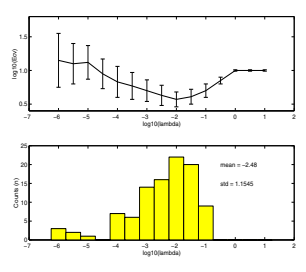 log10(Ecv)
1.5
1.0
0.5
−7 −6 −5 −4 −3 −2 −1 0 1 2
log10(lambda)
Counts (n)
25
20
15
10
5
0
mean = −2.48
std = 1.1545
−7 −6 −5 −4 −3 −2 −1 0 1 2
log10(lambda)